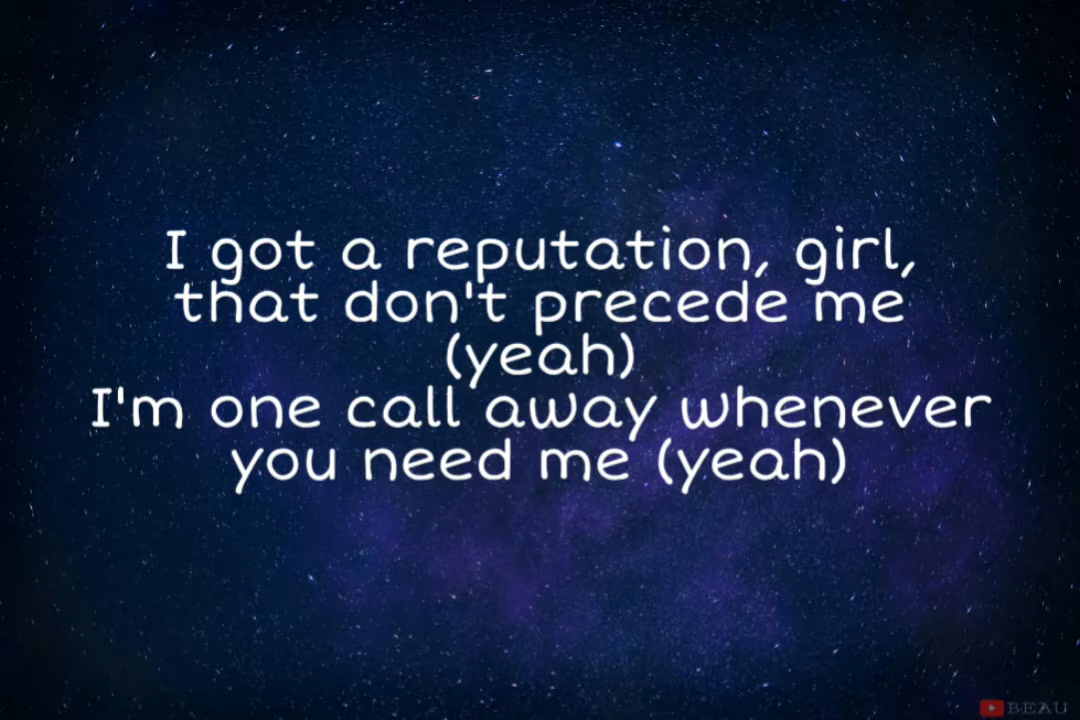 I got a reputation, girl,
that don't precede me
(yeah)
I'm one call away whenever
you need me (yeah)
BEAU